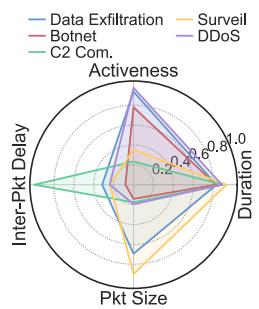 Data Exfiltration
Botnet
C2 Com.
Surveil
DDoS
Activeness
Inter-Pkt Delay
0.2
0.4
0.6
0.8
1.0
Duration
Pkt Size